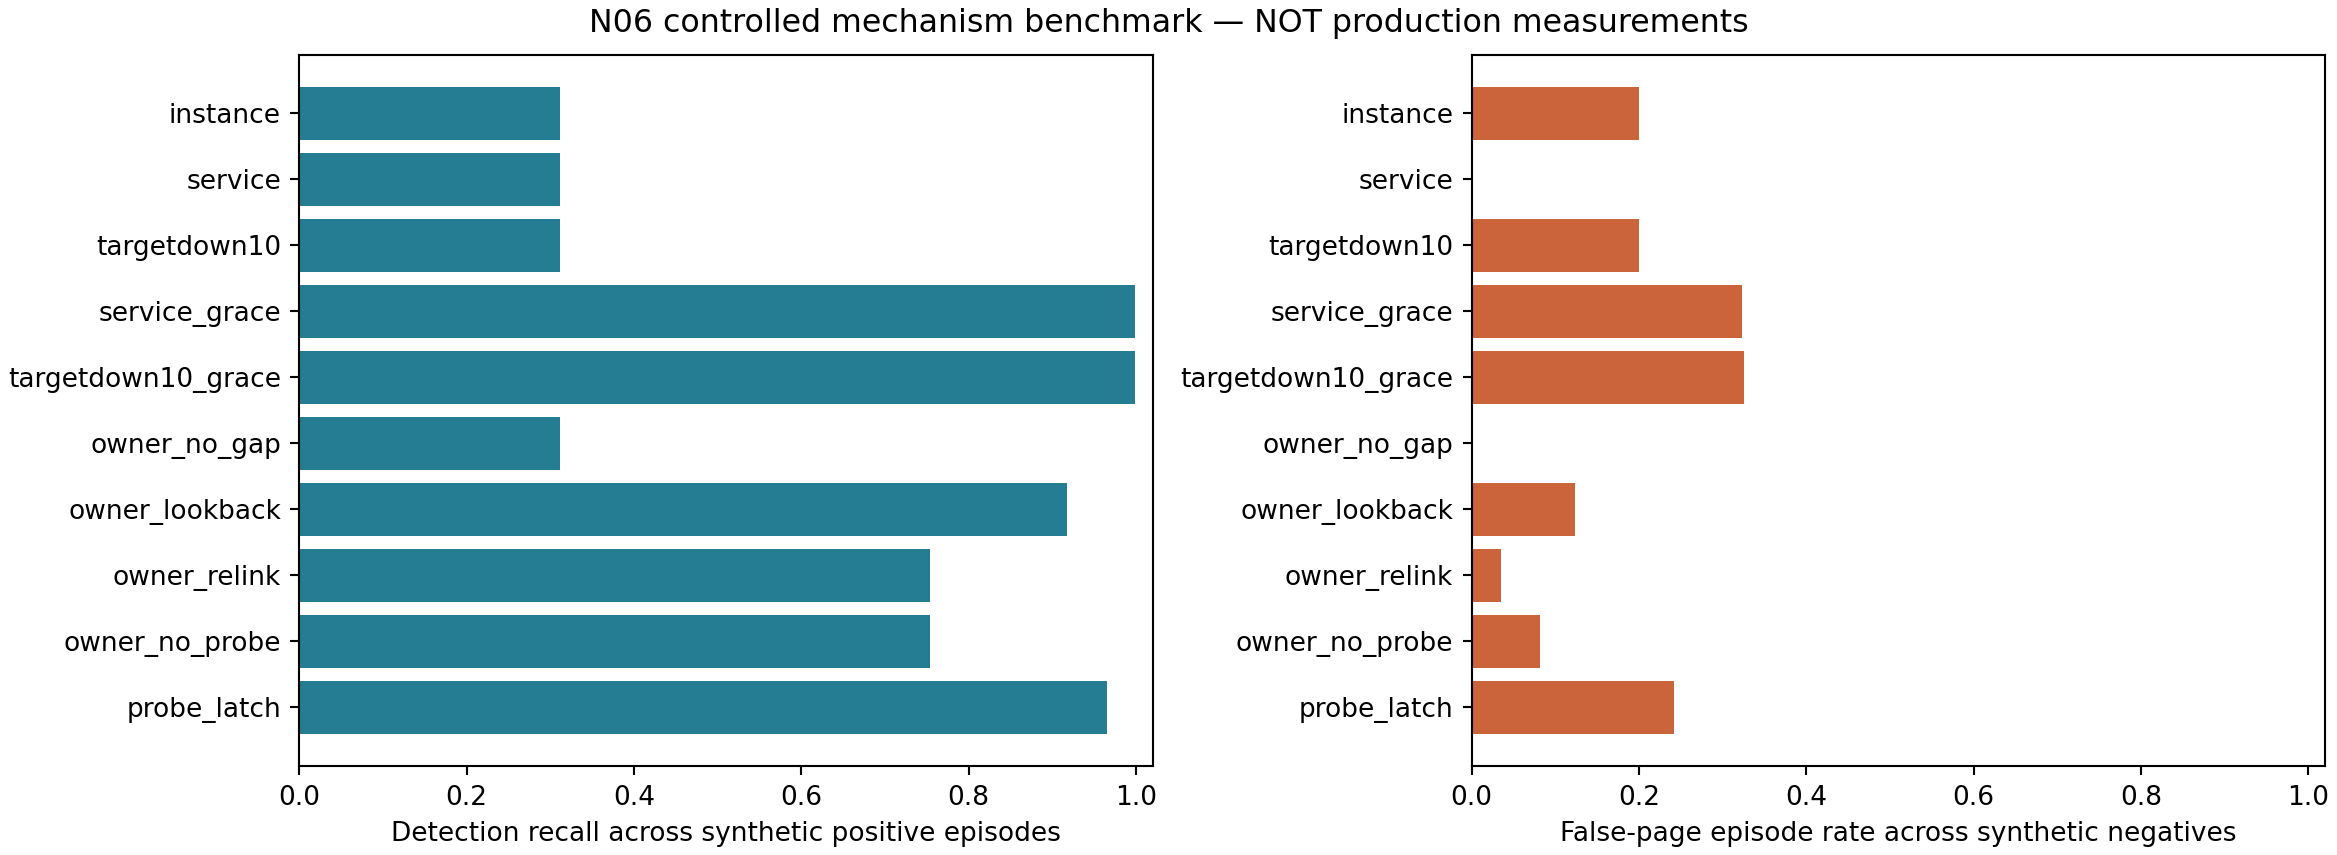 N06 controlled mechanism benchmark — NOT production measurements
instance
service
targetdown10
service_grace
targetdown10_grace
owner_no_gap
owner_lookback
owner_relink
owner_no_probe
probe_latch
0.0 0.2 0.4 0.6 0.8 1.0
Detection recall across synthetic positive episodes
instance
service
targetdown10
service_grace
targetdown10_grace
owner_no_gap
owner_lookback
owner_relink
owner_no_probe
probe_latch
0.0 0.2 0.4 0.6 0.8 1.0
False-page episode rate across synthetic negatives